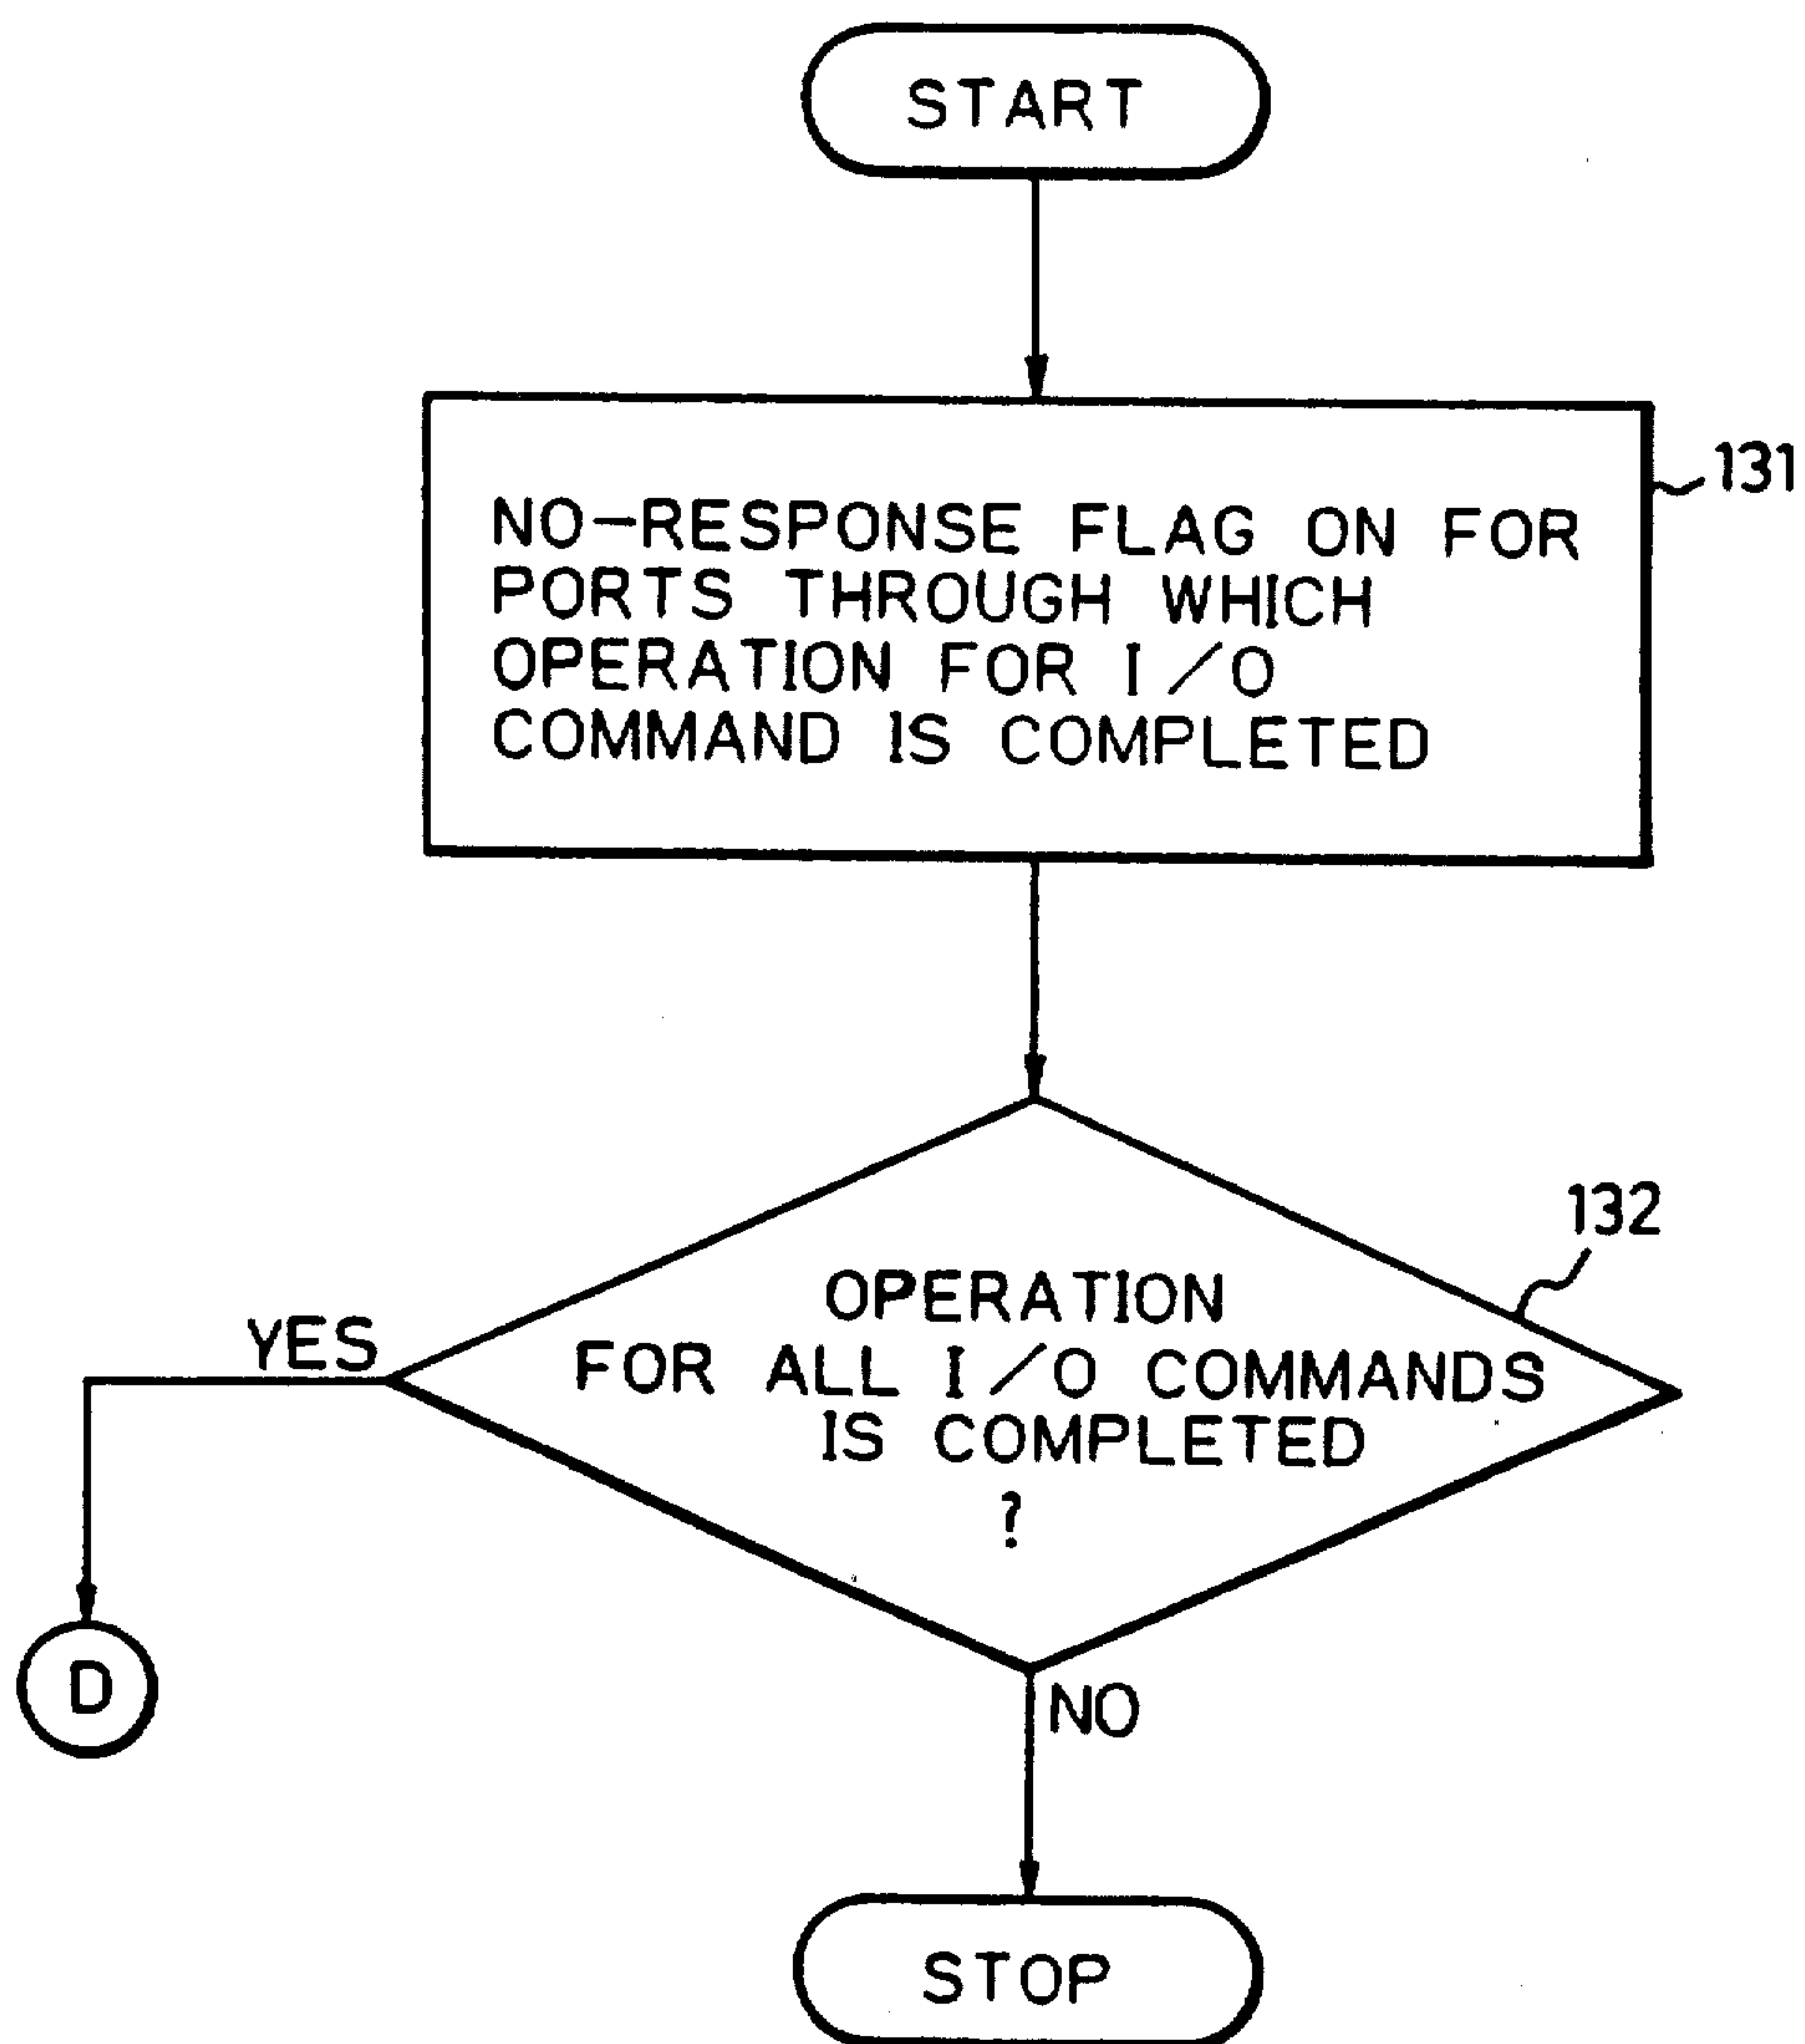 START
131
NO-RESPONSE FLAG ON FOR
PORTS THROUGH WHICH
OPERATION FOR I/O
COMMAND IS COMPLETED
132
OPERATION
FOR ALL I/O COMMANDS
IS COMPLETED
?
YES
D
NO
STOP